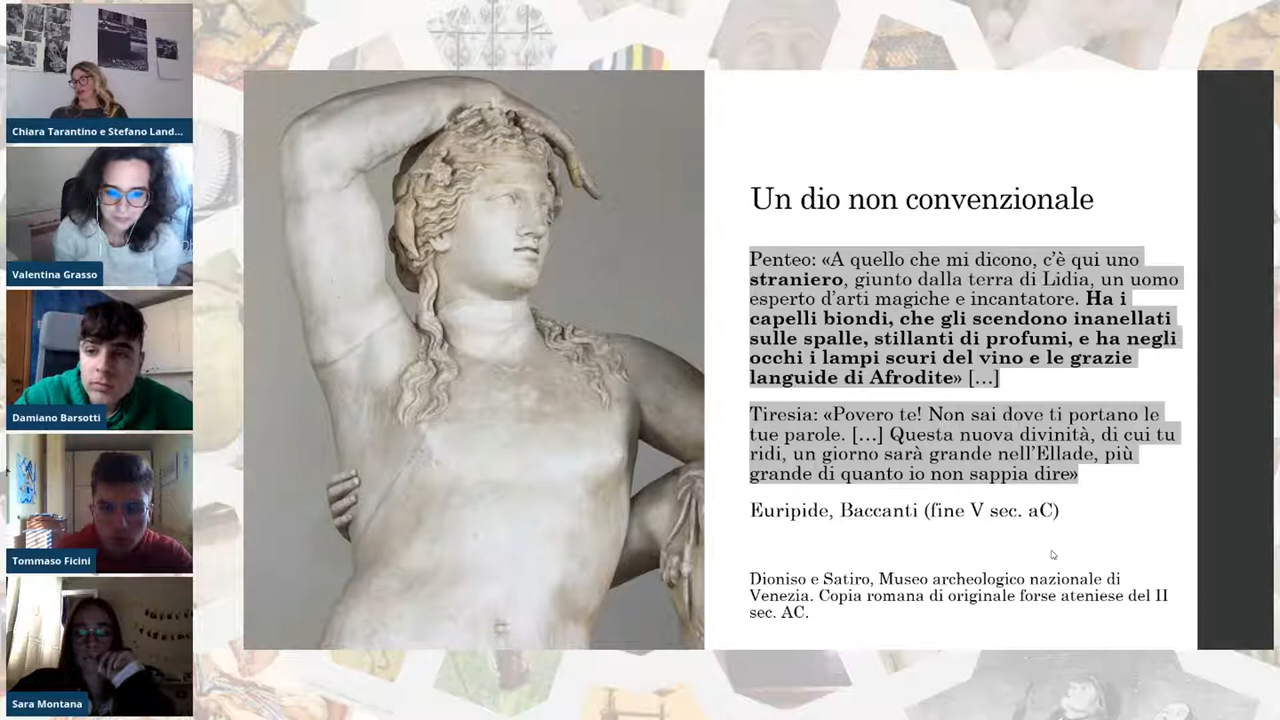 Chiara Tarantino e Stefano Land...
Valentina Grasso
Damiano Barsotti
Tommaso Ficini
Sara Montana
Un dio non convenzionale
Penteo: «A quello che mi dicono, c’è qui uno
straniero, giunto dalla terra di Lidia, un uomo
esperto d’arti magiche e incantatore. Ha i
capelli biondi, che gli scendono inanellati
sulle spalle, stillanti di profumi, e ha negli
occhi i lampi scuri del vino e le grazie
languide di Afrodite» […]
Tiresia: «Povero te! Non sai dove ti portano le
tue parole. […] Questa nuova divinità, di cui tu
ridi, un giorno sarà grande nell’Ellade, più
grande di quanto io non sappia dire»
Euripide, Baccanti (fine V sec. aC)
Dioniso e Satiro, Museo archeologico nazionale di
Venezia. Copia romana di originale forse ateniese del II
sec. AC.